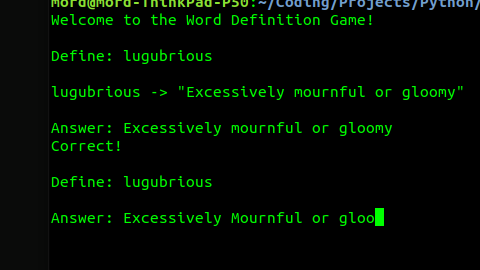 mord@mord-ThinkPad-P50:~/Coding/Projects/Python/
Welcome to the Word Definition Game!
Define: lugubrious
lugubrious -> "Excessively mournful or gloomy"
Answer: Excessively mournful or gloomy
Correct!
Define: lugubrious
Answer: Excessively Mournful or gloo